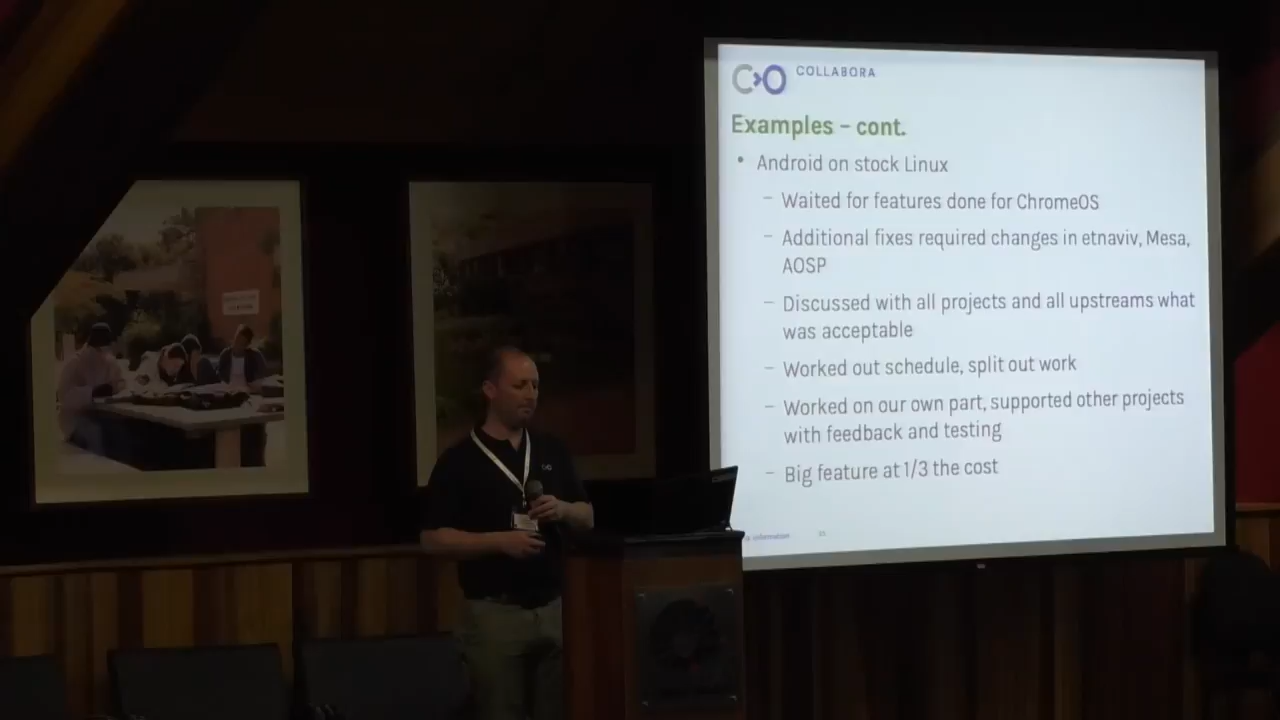 COLLABORA
Examples – cont.
• Android on stock Linux
– Waited for features done for ChromeOS
– Additional fixes required changes in etnaviv, Mesa,
AOSP
– Discussed with all projects and all upstreams what
was acceptable
– Worked out schedule, split out work
– Worked on our own part, supported other projects
with feedback and testing
– Big feature at 1/3 the cost
information